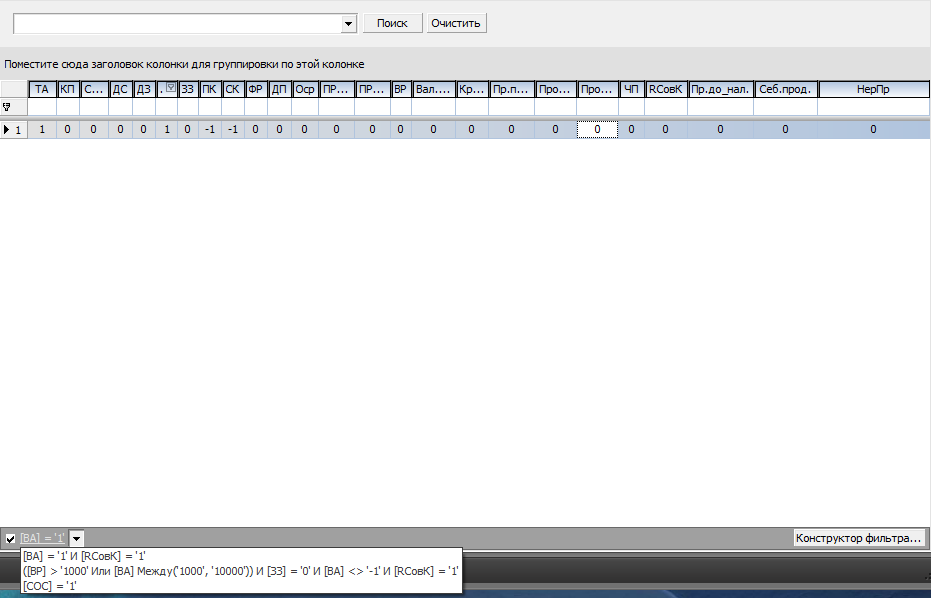 Поиск Очистить
Поместите сюда заголовок колонки для группировки по этой колонке
ТА КП С... ДС ДЗ . ЗЗ ПК СК ФР ДП Оср ПР... ПР... ВР Вал.... Кр... Пр.п... Про... Про... ЧП RСовК Пр.до_нал. Себ.прод. НерПр
1 1 0 0 0 0 1 0 -1 -1 0 0 0 0 0 0 0 0 0 0 0 0 0 0 0 0
[ВА] = '1' Конструктор фильтра...
[ВА] = '1' И [RСовК] = '1'
([ВР] > '1000' Или [ВА] Между('1000', '10000')) И [ЗЗ] = '0' И [ВА] <> '-1' И [RСовК] = '1'
[СОС] = '1'